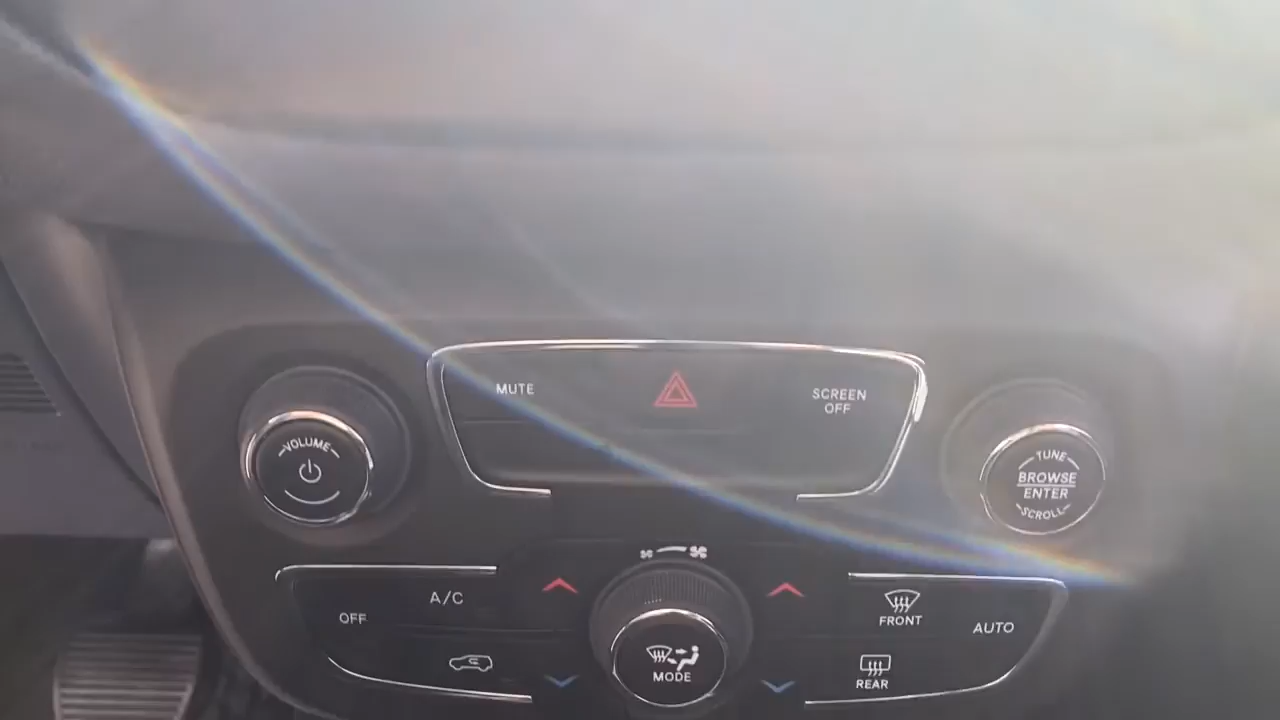 MUTE
SCREEN
OFF
VOLUME
TUNE
BROWSE
ENTER
SCROLL
OFF
A/C
MODE
FRONT
AUTO
REAR